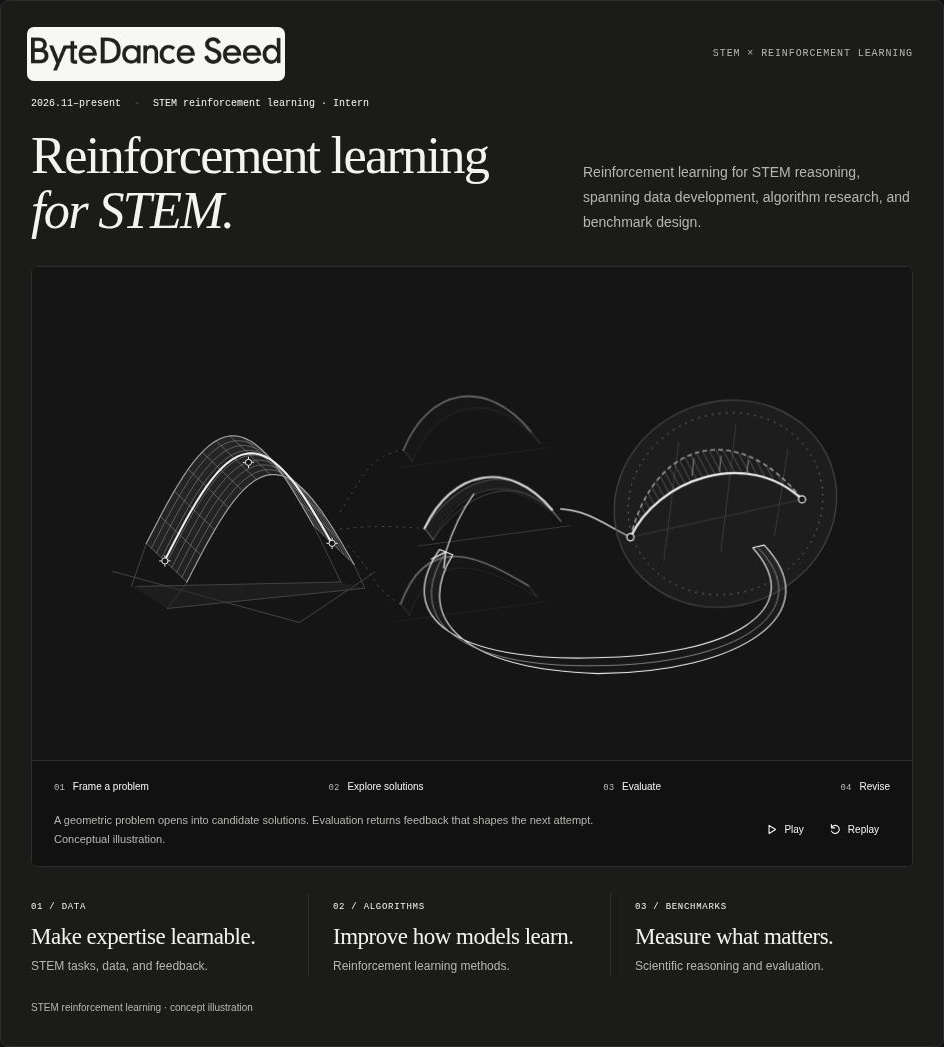 ByteDance Seed
STEM × REINFORCEMENT LEARNING
2026.11–present · STEM reinforcement learning · Intern
Reinforcement learning
for STEM.
Reinforcement learning for STEM reasoning,
spanning data development, algorithm research, and
benchmark design.
01 Frame a problem
02 Explore solutions
03 Evaluate
04 Revise
A geometric problem opens into candidate solutions. Evaluation returns feedback that shapes the next attempt.
Conceptual illustration.
Play
Replay
01 / DATA
Make expertise learnable.
STEM tasks, data, and feedback.
02 / ALGORITHMS
Improve how models learn.
Reinforcement learning methods.
03 / BENCHMARKS
Measure what matters.
Scientific reasoning and evaluation.
STEM reinforcement learning · concept illustration